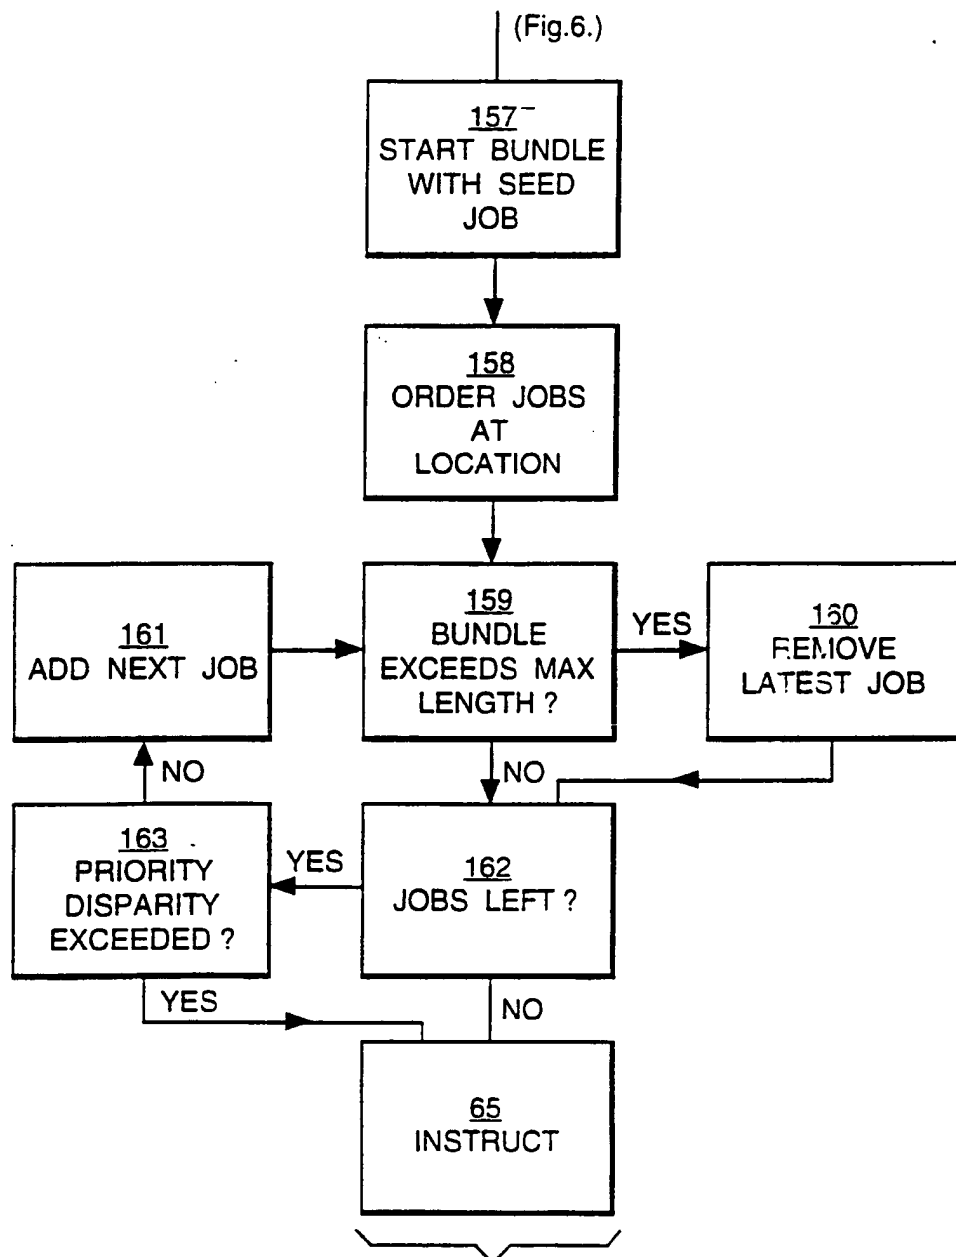 (Fig.6.)
157
START BUNDLE
WITH SEED
JOB
158
ORDER JOBS
AT
LOCATION
161
ADD NEXT JOB
159
BUNDLE
EXCEEDS MAX
LENGTH ?
YES
160
REMOVE
LATEST JOB
NO
NO
163
PRIORITY
DISPARITY
EXCEEDED ?
YES
162
JOBS LEFT ?
YES
NO
65
INSTRUCT